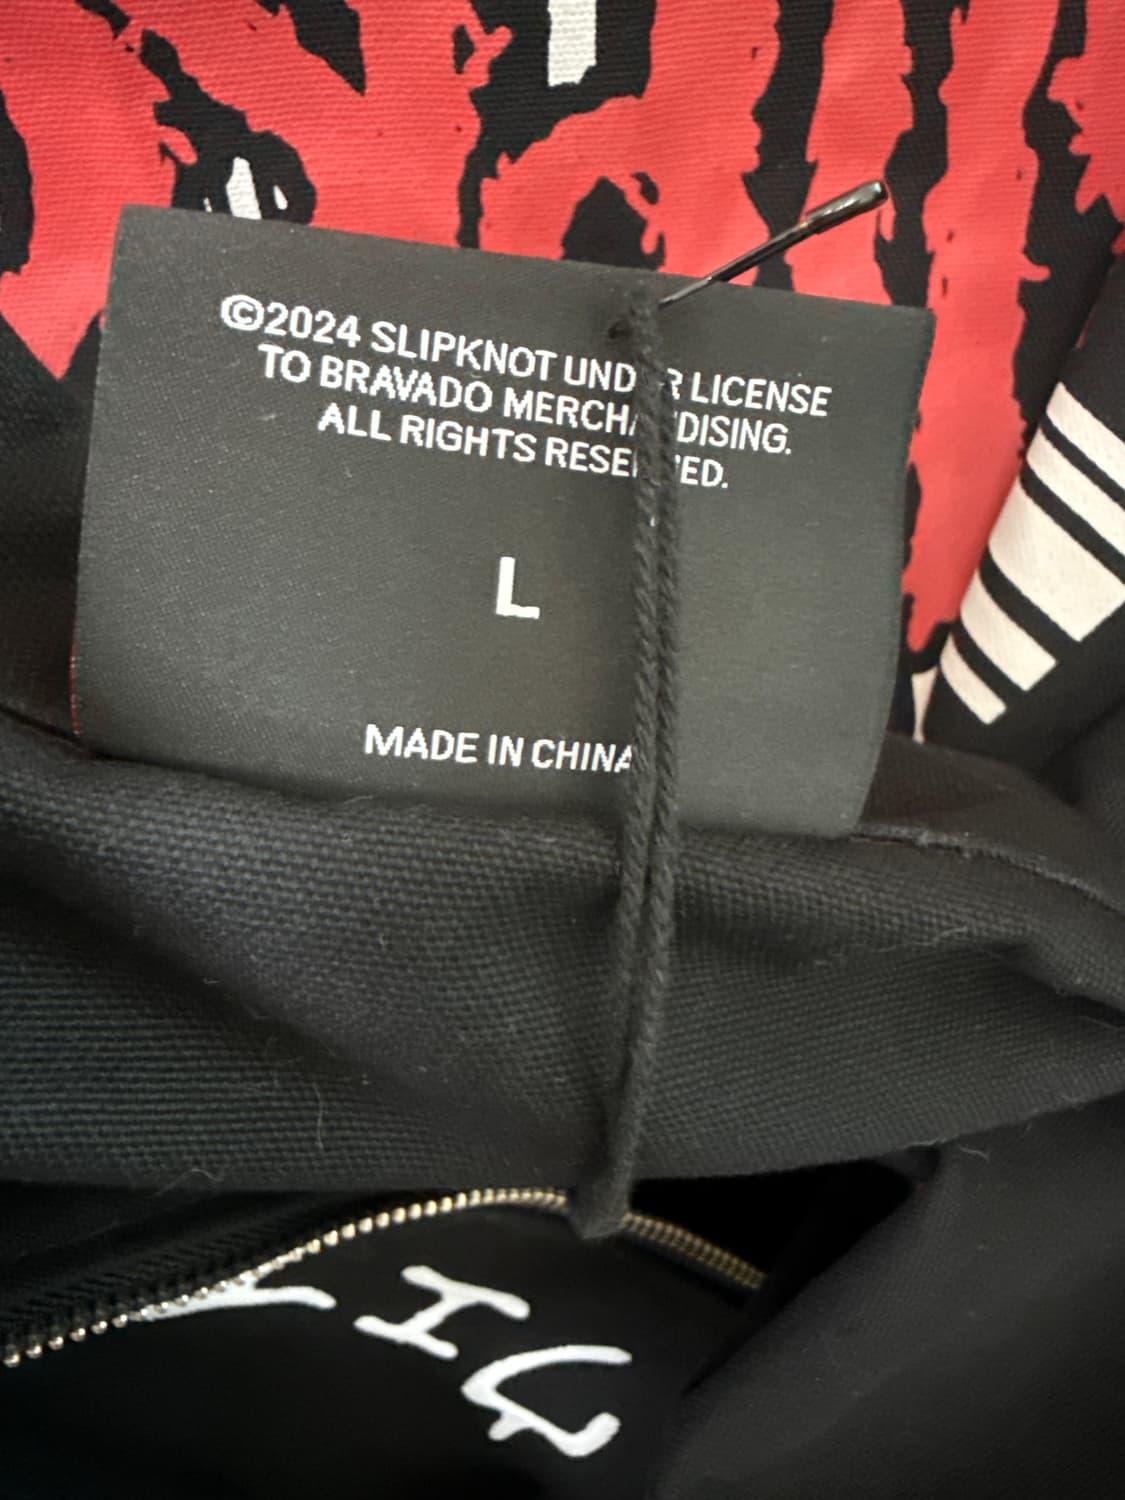 ©2024 SLIPKNOT UNDER LICENSE
TO BRAVADO MERCHANDISING.
ALL RIGHTS RESERVED.
L
MADE IN CHINA